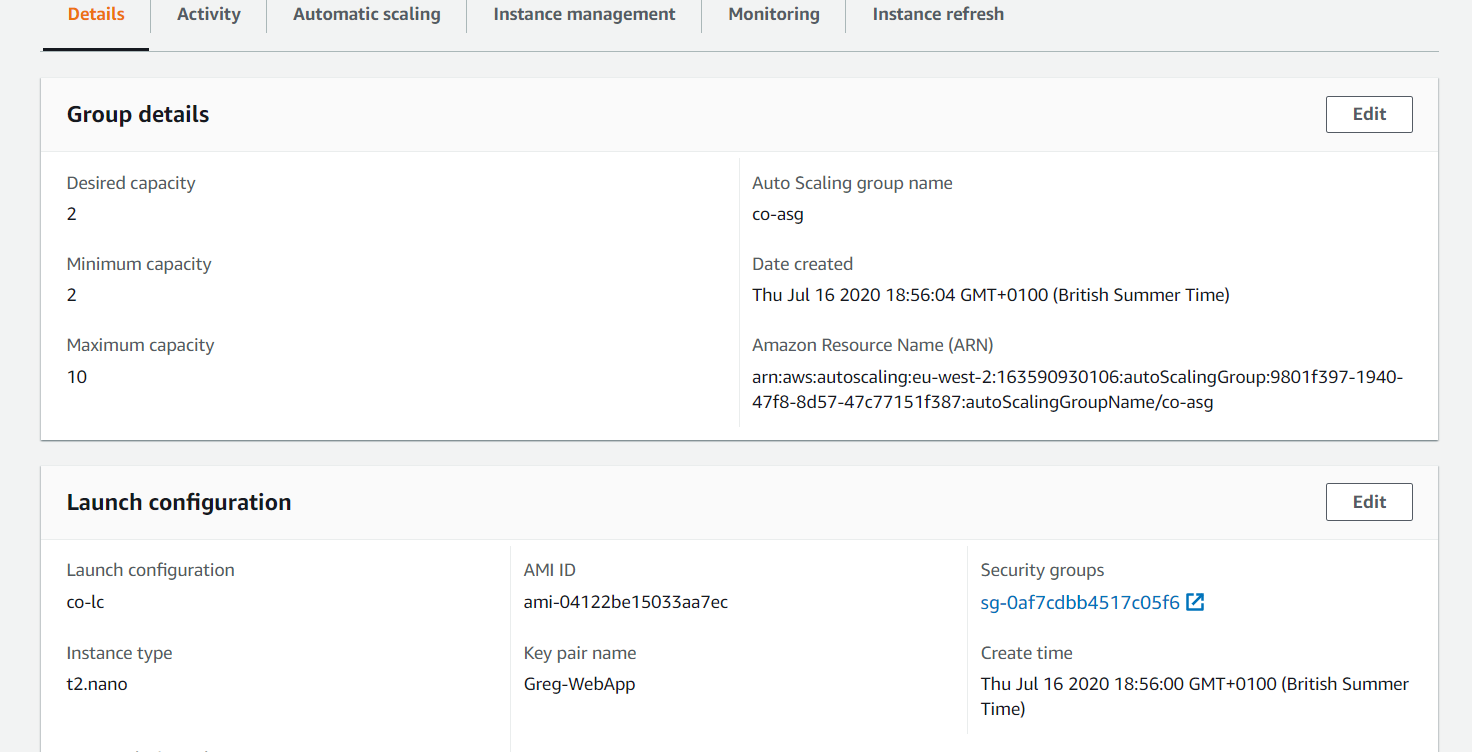 Details Activity Automatic scaling Instance management Monitoring Instance refresh
Group details
Edit
Desired capacity
2
Minimum capacity
2
Maximum capacity
10
Auto Scaling group name
co-asg
Date created
Thu Jul 16 2020 18:56:04 GMT+0100 (British Summer Time)
Amazon Resource Name (ARN)
arn:aws:autoscaling:eu-west-2:163590930106:autoScalingGroup:9801f397-1940-
47f8-8d57-47c77151f387:autoScalingGroupName/co-asg
Launch configuration
Edit
Launch configuration
co-lc
Instance type
t2.nano
AMI ID
ami-04122be15033aa7ec
Key pair name
Greg-WebApp
Security groups
sg-0af7cdbb4517c05f6
Create time
Thu Jul 16 2020 18:56:00 GMT+0100 (British Summer
Time)